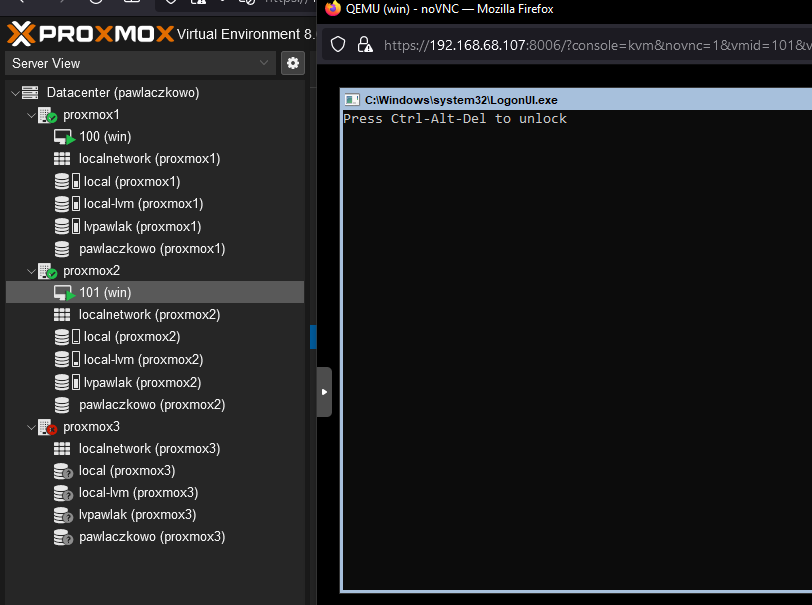 PROXMOX Virtual Environment 8.
Server View
Datacenter (pawlaczkowo)
proxmox1
100 (win)
localnetwork (proxmox1)
local (proxmox1)
local-lvm (proxmox1)
lvpawlak (proxmox1)
pawlaczkowo (proxmox1)
proxmox2
101 (win)
localnetwork (proxmox2)
local (proxmox2)
local-lvm (proxmox2)
lvpawlak (proxmox2)
pawlaczkowo (proxmox2)
proxmox3
localnetwork (proxmox3)
local (proxmox3)
local-lvm (proxmox3)
lvpawlak (proxmox3)
pawlaczkowo (proxmox3)
QEMU (win) - noVNC — Mozilla Firefox
https://192.168.68.107:8006/?console=kvm&novnc=1&vmid=101&v
C:\Windows\system32\LogonUI.exe
Press Ctrl-Alt-Del to unlock